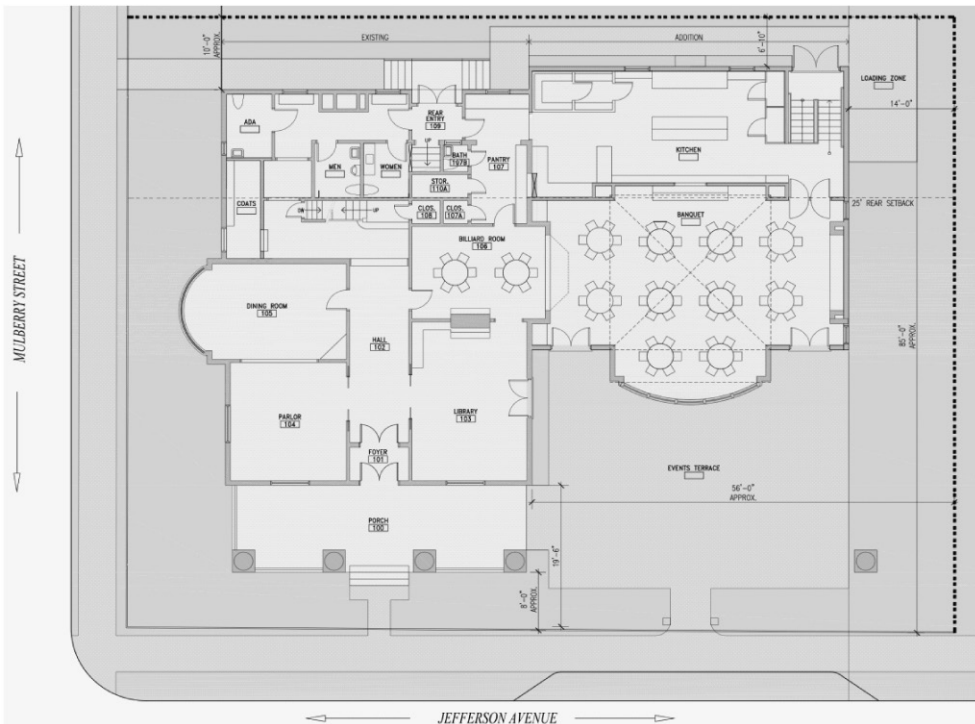 EXISTING
ADDITION
10'-0"
APPROX.
6'-10"
LOADING ZONE
14'-0"
ADA
REAR
ENTRY
109
UP
BATH
107B
PANTRY
107
KITCHEN
MEN
WOMEN
STOR.
110A
COATS
DN
UP
CLOS.
108
CLOS.
107A
25' REAR SETBACK
BANQUET
BILLIARD ROOM
106
DINING ROOM
105
HALL
102
85'-0"
APPROX.
PARLOR
104
LIBRARY
103
FOYER
101
EVENTS TERRACE
56'-0"
APPROX.
PORCH
100
19'-6"
8'-0"
APPROX.
MULBERRY STREET
JEFFERSON AVENUE